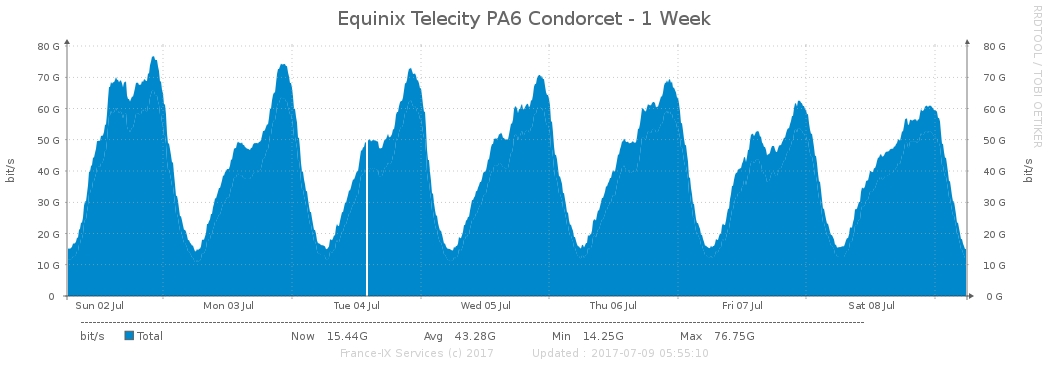 Equinix Telecity PA6 Condorcet - 1 Week
RRDTOOL / TOBI OETIKER
80 G 80 G
70 G 70 G
60 G 60 G
50 G 50 G
40 G 40 G
30 G 30 G
20 G 20 G
10 G 10 G
0 0 G
bit/s bit/s
Sun 02 Jul Mon 03 Jul Tue 04 Jul Wed 05 Jul Thu 06 Jul Fri 07 Jul Sat 08 Jul
bit/s Total Now 15.44G Avg 43.28G Min 14.25G Max 76.75G
France-IX Services (c) 2017 Updated : 2017-07-09 05:55:10